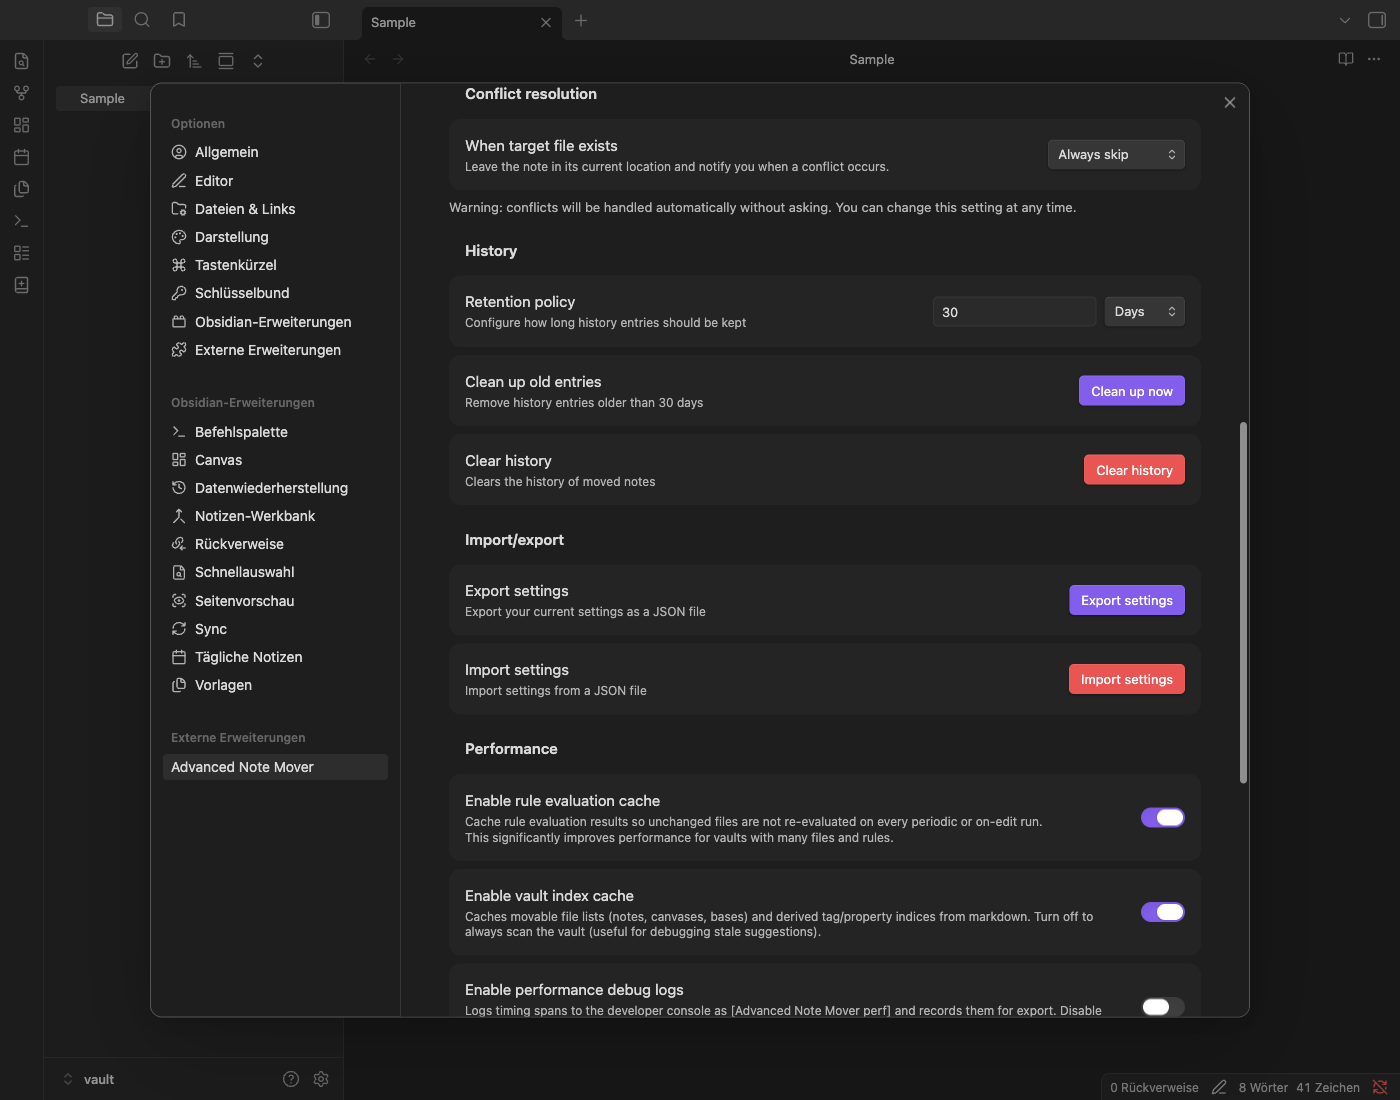 Sample
Sample
Sample
Optionen
Allgemein
Editor
Dateien & Links
Darstellung
Tastenkürzel
Schlüsselbund
Obsidian-Erweiterungen
Externe Erweiterungen
Obsidian-Erweiterungen
Befehlspalette
Canvas
Datenwiederherstellung
Notizen-Werkbank
Rückverweise
Schnellauswahl
Seitenvorschau
Sync
Tägliche Notizen
Vorlagen
Externe Erweiterungen
Advanced Note Mover
Conflict resolution
When target file exists
Leave the note in its current location and notify you when a conflict occurs.
Always skip
Warning: conflicts will be handled automatically without asking. You can change this setting at any time.
History
Retention policy
Configure how long history entries should be kept
30
Days
Clean up old entries
Remove history entries older than 30 days
Clean up now
Clear history
Clears the history of moved notes
Clear history
Import/export
Export settings
Export your current settings as a JSON file
Export settings
Import settings
Import settings from a JSON file
Import settings
Performance
Enable rule evaluation cache
Cache rule evaluation results so unchanged files are not re-evaluated on every periodic or on-edit run.
This significantly improves performance for vaults with many files and rules.
Enable vault index cache
Caches movable file lists (notes, canvases, bases) and derived tag/property indices from markdown. Turn off to
always scan the vault (useful for debugging stale suggestions).
Enable performance debug logs
Logs timing spans to the developer console as [Advanced Note Mover perf] and records them for export. Disable
vault
0 Rückverweise
8 Wörter
41 Zeichen